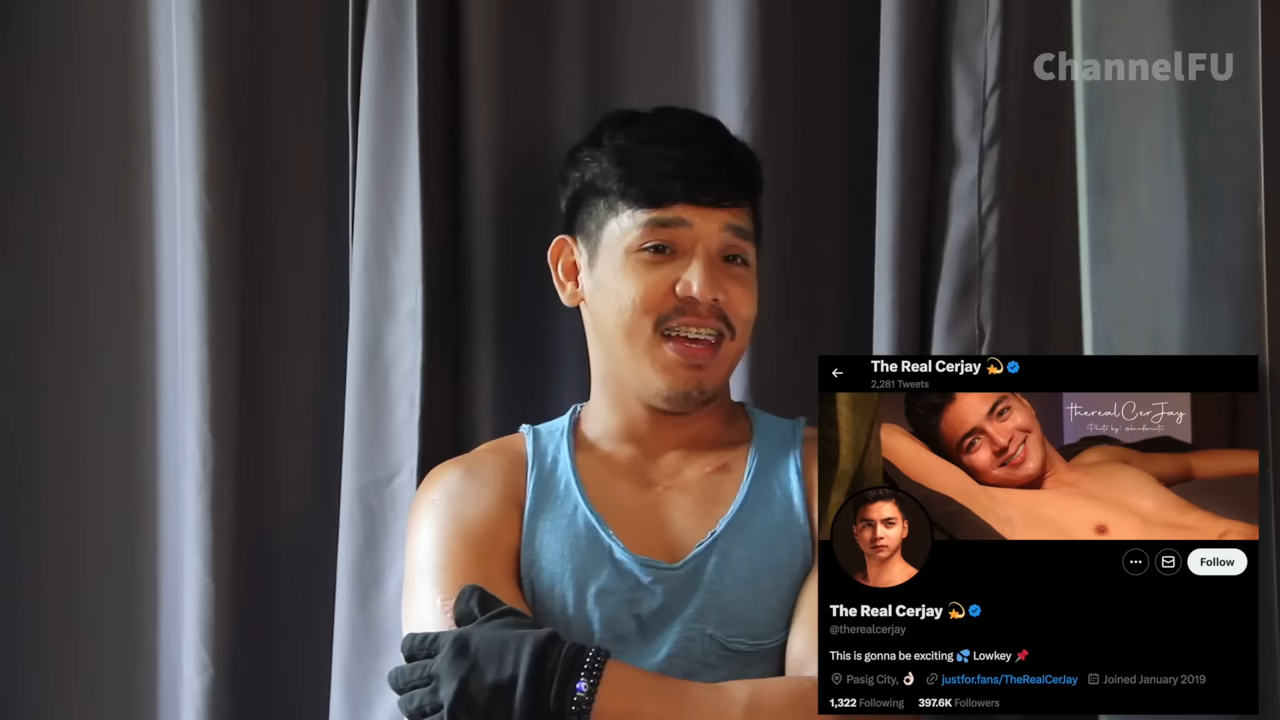 ChannelFU
The Real Cerjay 💫
2,281 Tweets
therealCerJay
Follow
The Real Cerjay 💫
@therealcerjay
This is gonna be exciting 💦 Lowkey 📌
Pasig City, 👌🏻 justfor.fans/TheRealCerJay Joined January 2019
1,322 Following 397.6K Followers